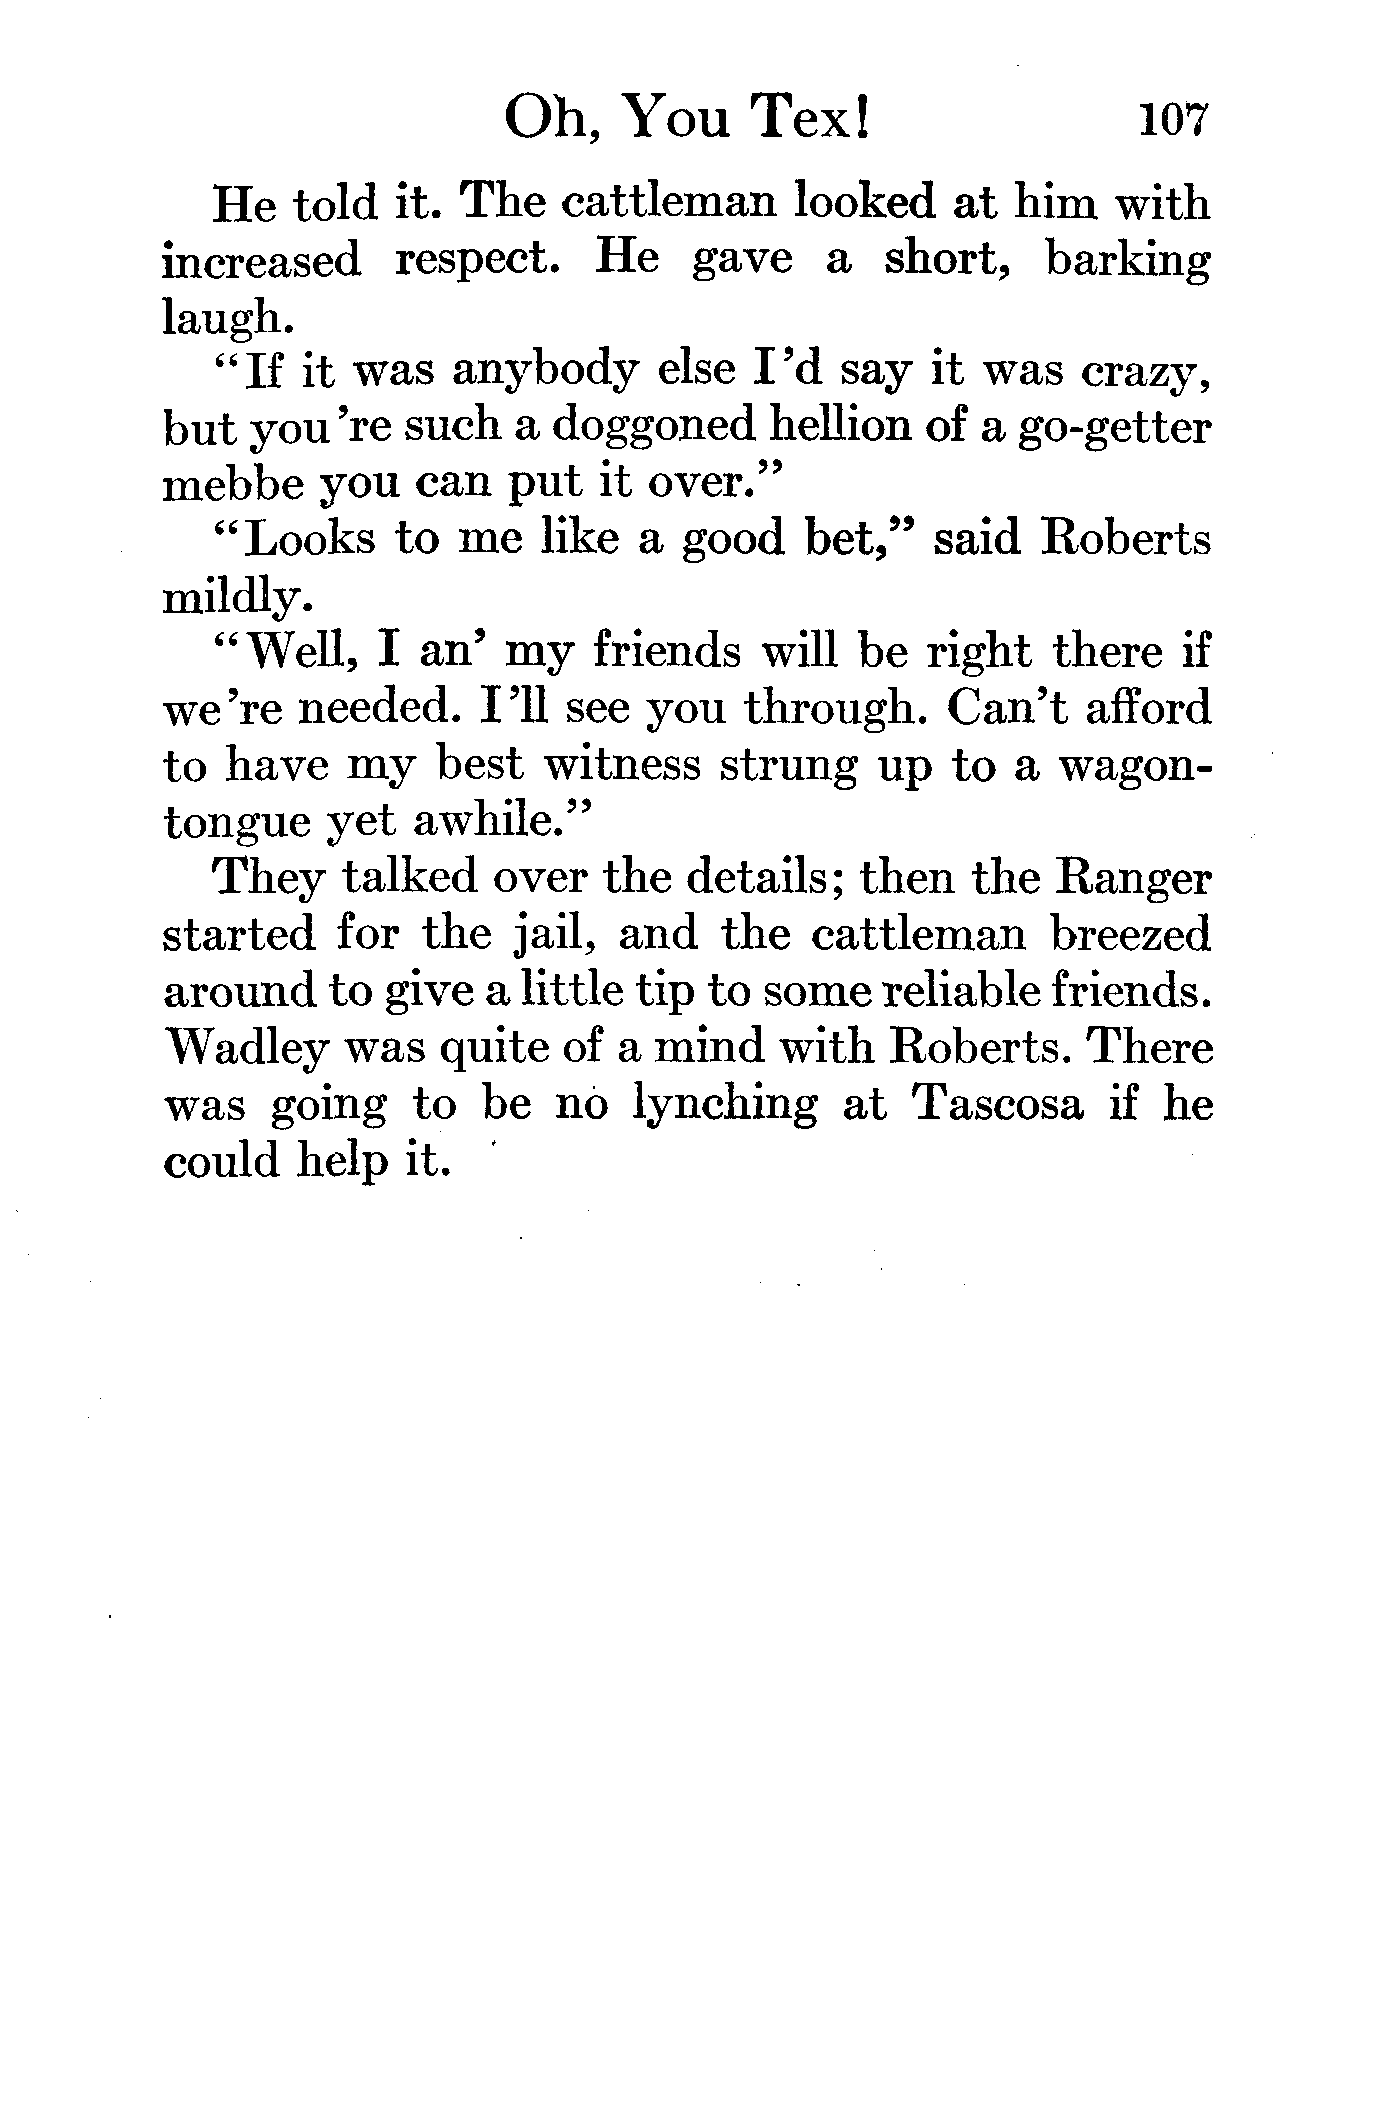 Oh, You Tex! 107
He told it. The cattleman looked at him with
increased respect. He gave a short, barking
laugh.
“If it was anybody else I’d say it was crazy,
but you’re such a doggoned hellion of a go-getter
mebbe you can put it over.”
“Looks to me like a good bet,” said Roberts
mildly.
“Well, I an’ my friends will be right there if
we’re needed. I’ll see you through. Can’t afford
to have my best witness strung up to a wagon-
tongue yet awhile.”
They talked over the details; then the Ranger
started for the jail, and the cattleman breezed
around to give a little tip to some reliable friends.
Wadley was quite of a mind with Roberts. There
was going to be no lynching at Tascosa if he
could help it.